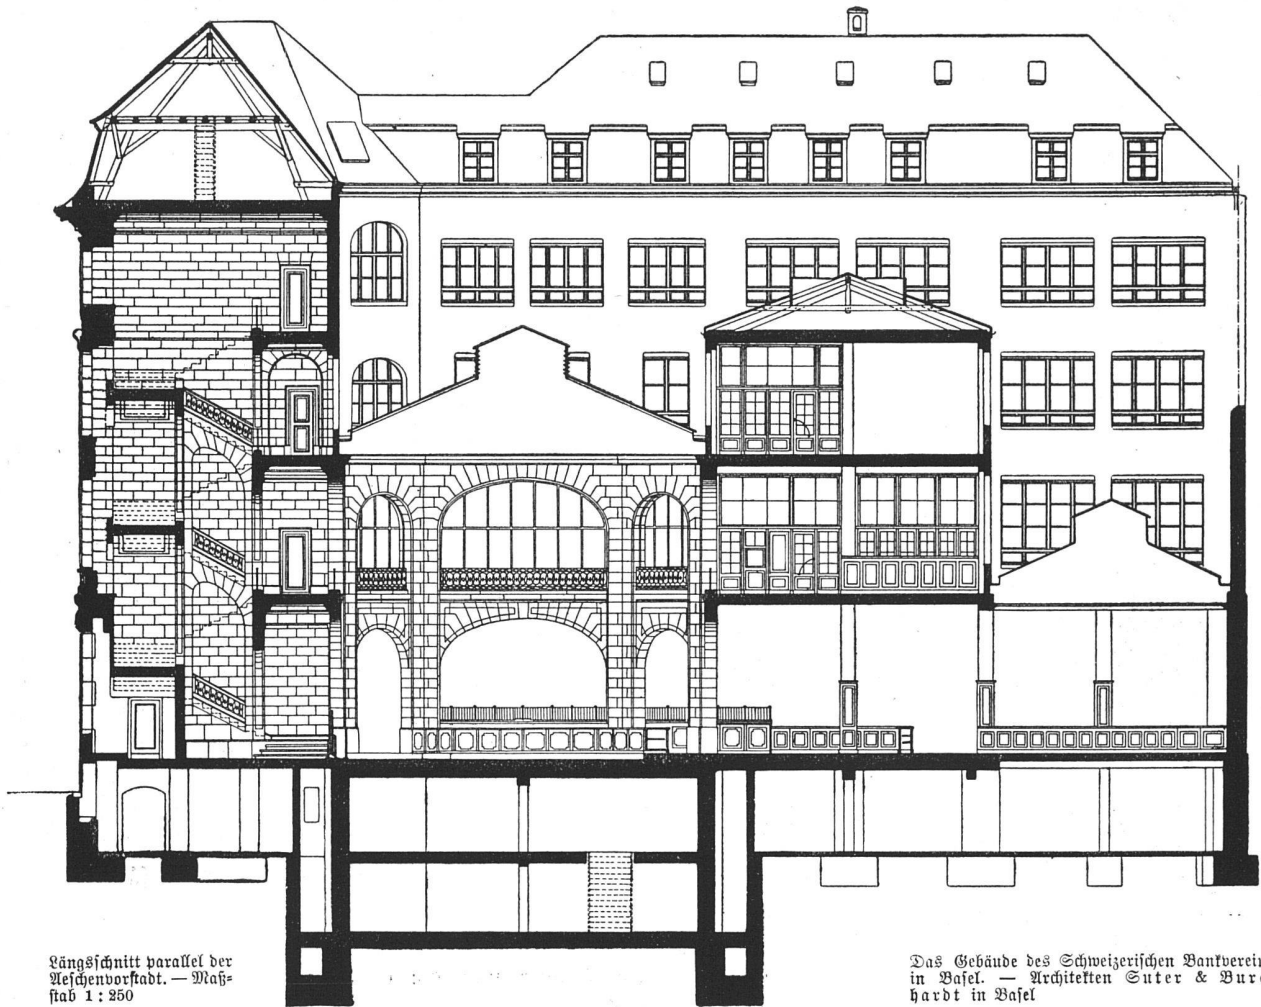 Längsschnitt parallel der
Aeschenvorstadt. — Maß-
stab 1 : 250
Das Gebäude des Schweizerischen Bankverein
in Basel. — Architekten Suter & Bur
hardt in Basel